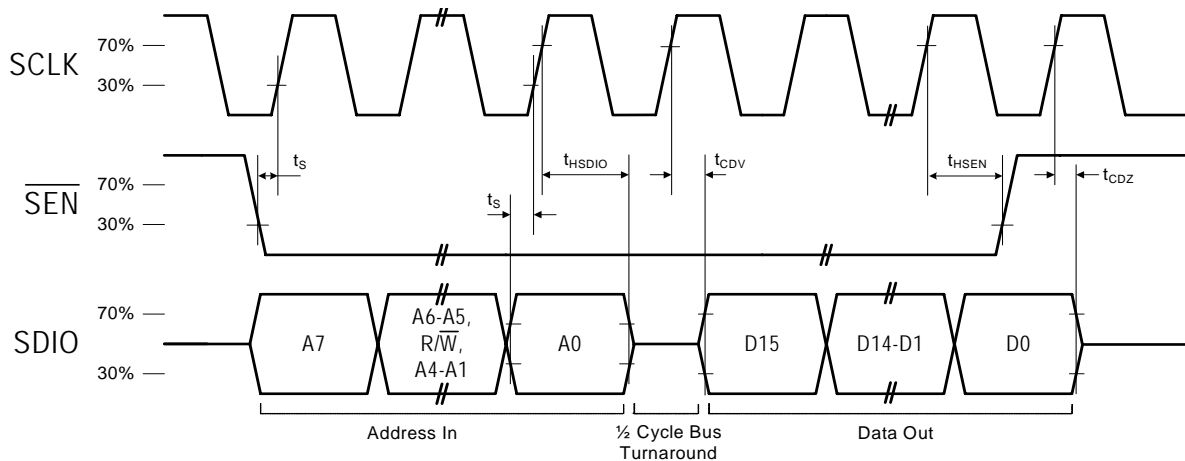 SCLK
70%
30%
t_S
t_HSDIO
t_CDV
t_HSEN
t_CDZ
SEN
70%
30%
t_S
SDIO
70%
30%
A7
A6-A5,
R/W,
A4-A1
A0
D15
D14-D1
D0
Address In
½ Cycle Bus
Turnaround
Data Out